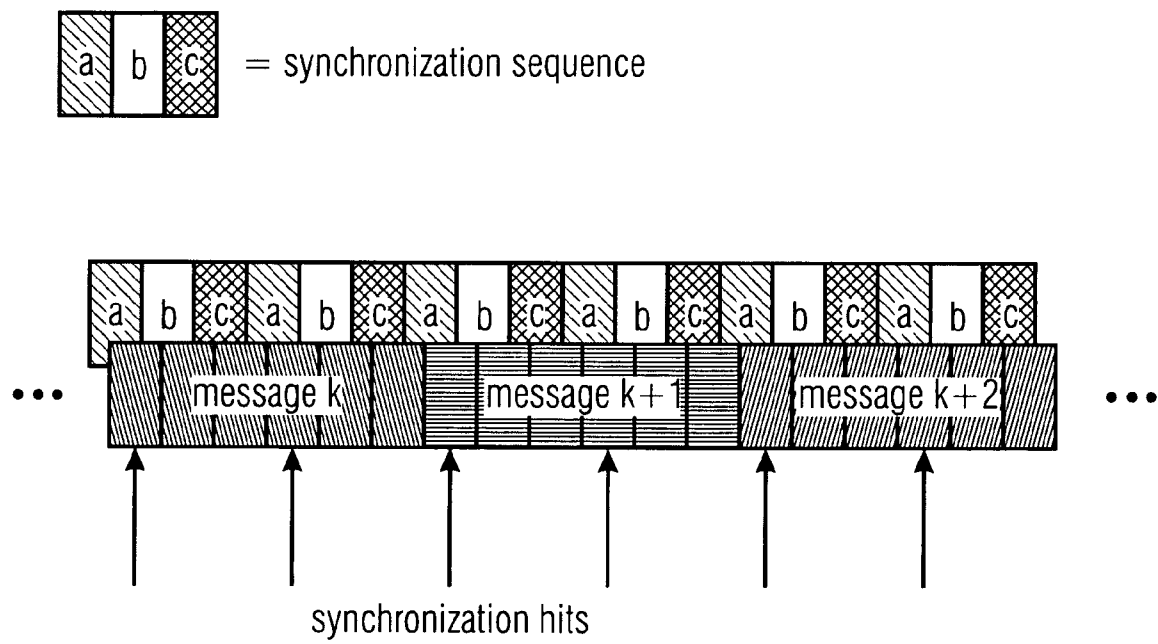 a b c = synchronization sequence
a b c a b c a b c a b c a b c a b c
••• message k message k+1 message k+2 •••
synchronization hits